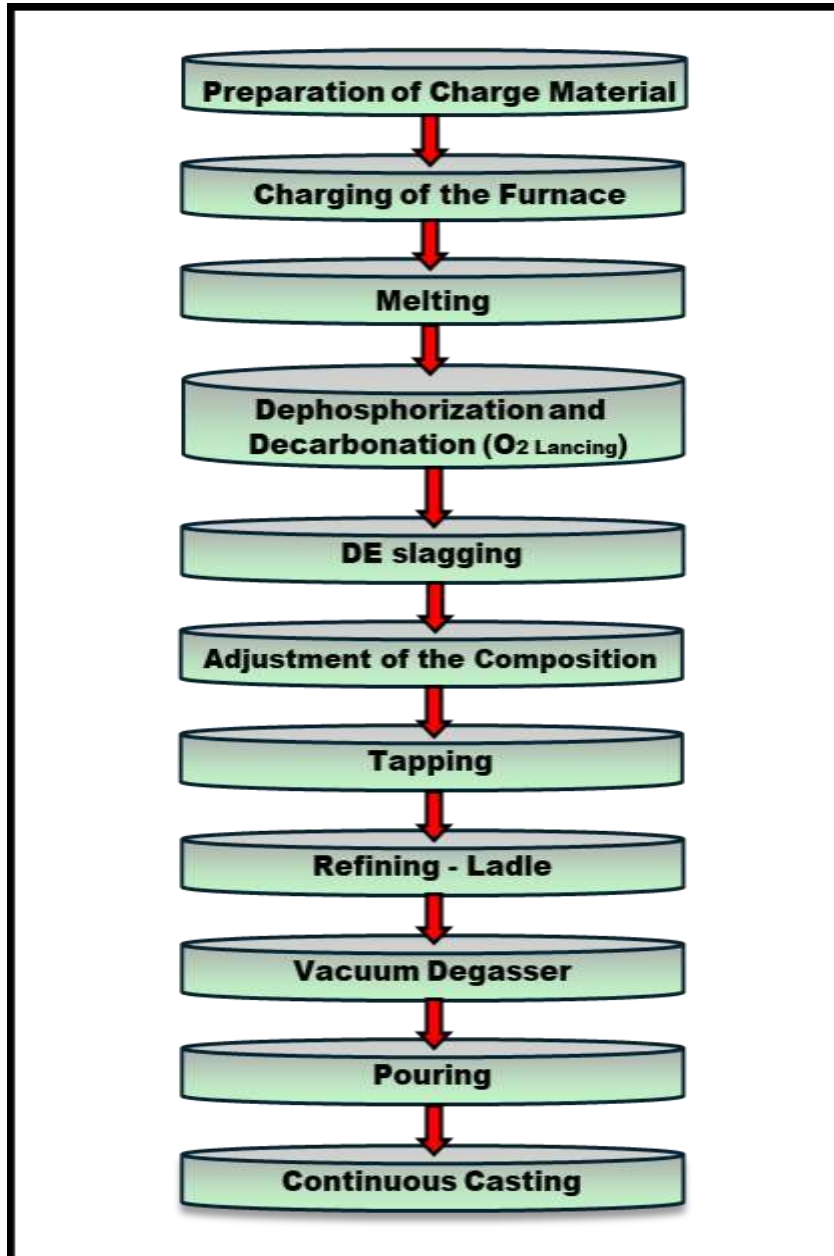 Preparation of Charge Material
Charging of the Furnace
Melting
Dephosphorization and
Decarbonation (O2 Lancing)
DE slagging
Adjustment of the Composition
Tapping
Refining - Ladle
Vacuum Degasser
Pouring
Continuous Casting